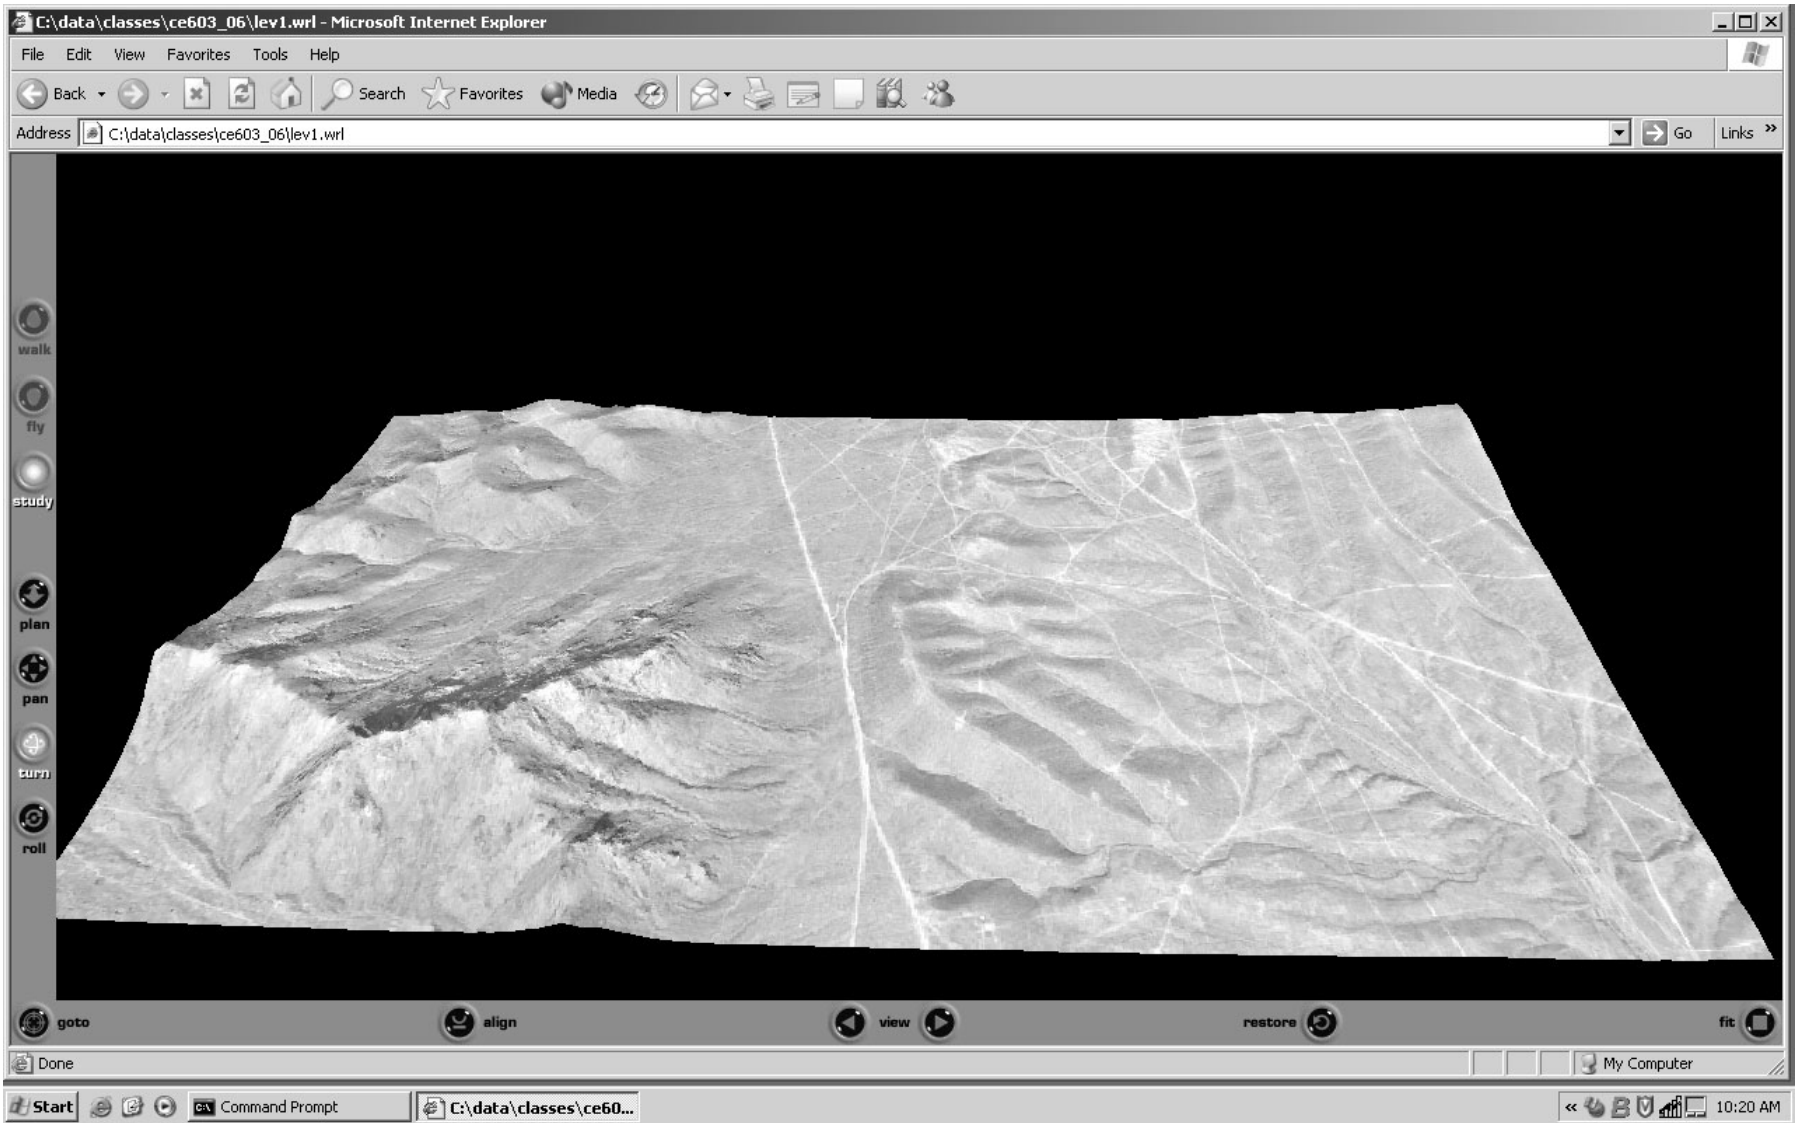 C:\data\classes\ce603_06\lev1.wrl - Microsoft Internet Explorer
File Edit View Favorites Tools Help
Back Search Favorites Media
Address C:\data\classes\ce603_06\lev1.wrl Go Links »
walk
fly
study
plan
pan
turn
roll
goto align view restore fit
Done My Computer
Start Command Prompt C:\data\classes\ce60... « 10:20 AM